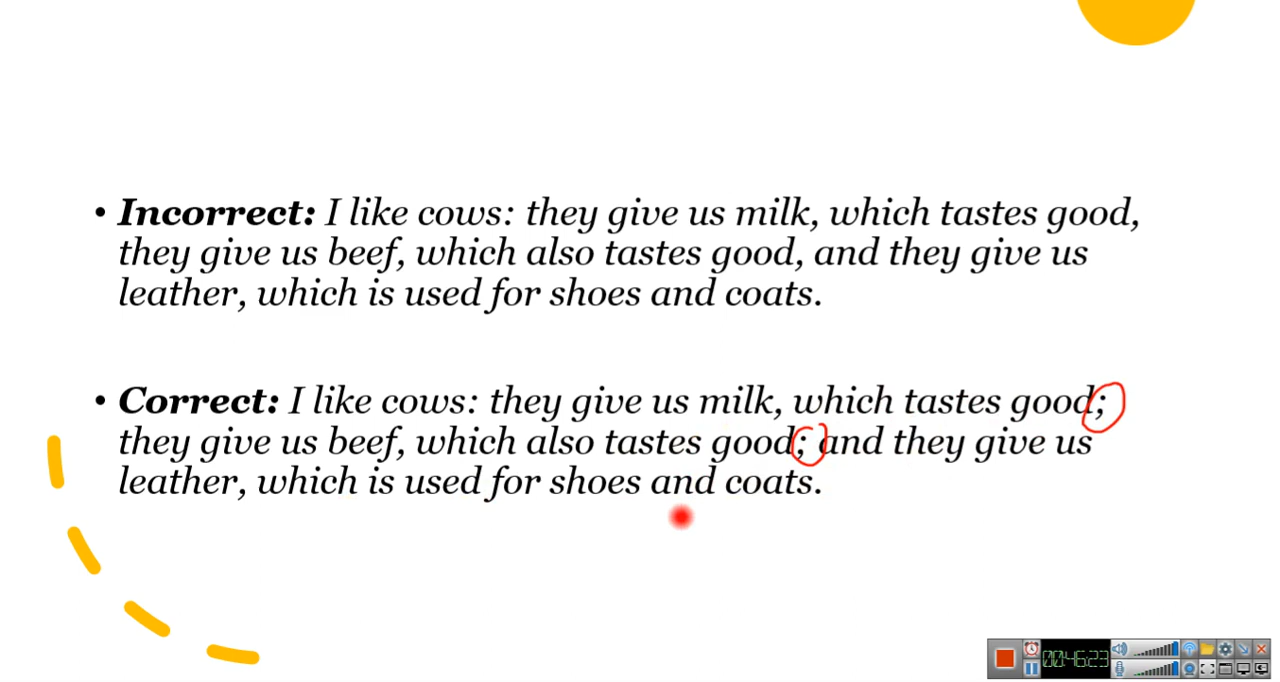 • Incorrect: I like cows: they give us milk, which tastes good,
they give us beef, which also tastes good, and they give us
leather, which is used for shoes and coats.
• Correct: I like cows: they give us milk, which tastes good;
they give us beef, which also tastes good; and they give us
leather, which is used for shoes and coats.
00:46:23